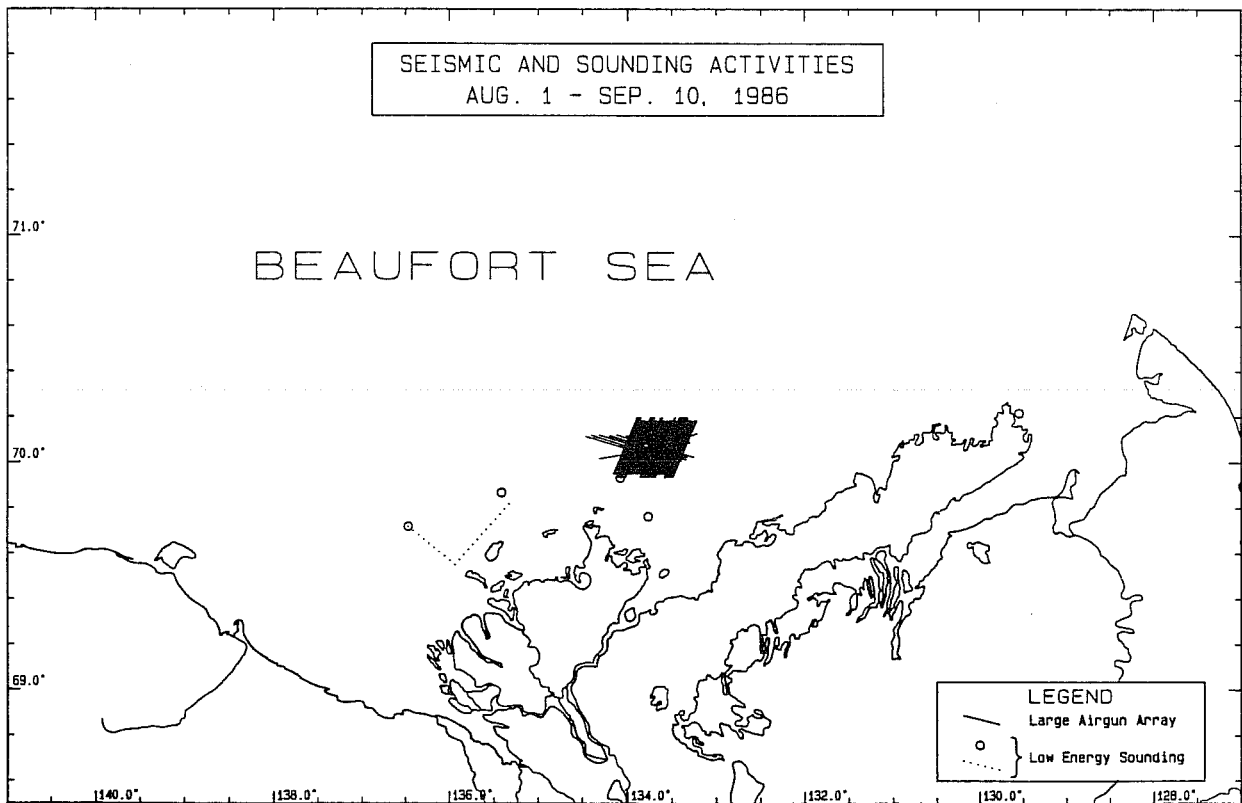 SEISMIC AND SOUNDING ACTIVITIES
AUG. 1 - SEP. 10, 1986
71.0°
BEAUFORT SEA
70.0°
69.0°
LEGEND
Large Airgun Array
Low Energy Sounding
140.0° 138.0° 136.0° 134.0° 132.0° 130.0° 128.0°